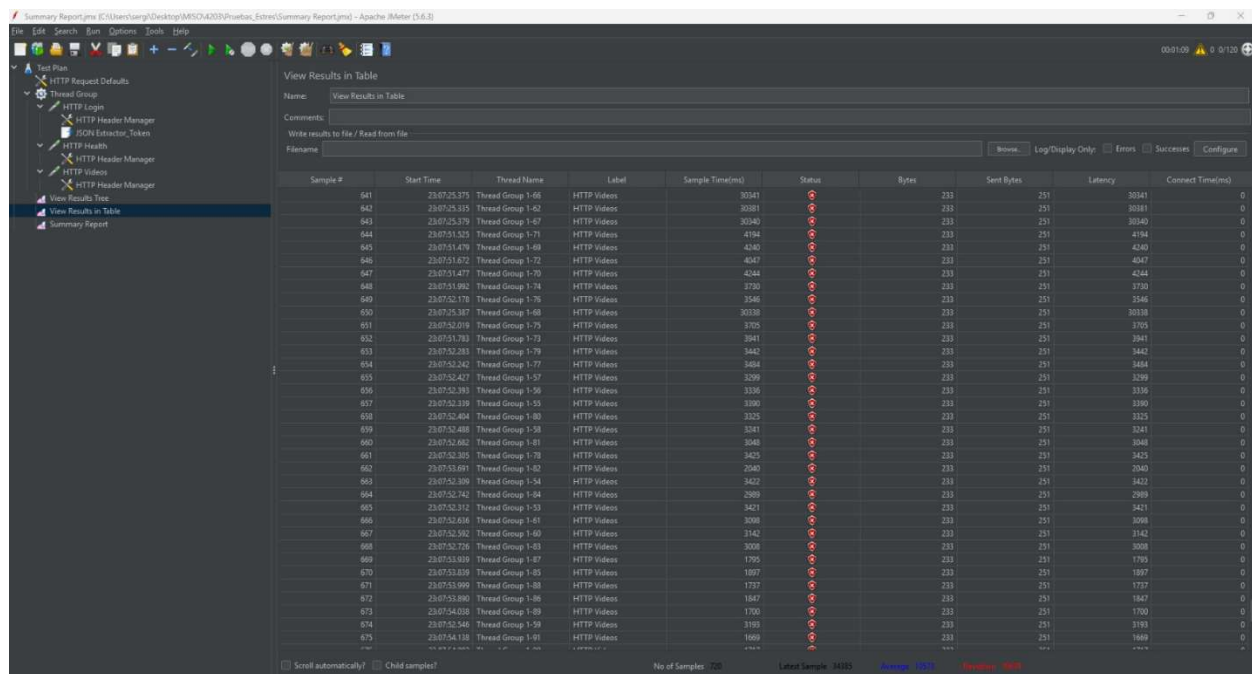 Summary Report.jmx (C:\Users\sergi\Desktop\MISO\4203\Pruebas_Estres\Summary Report.jmx) - Apache JMeter (5.6.3)
File Edit Search Run Options Tools Help
00:01:09 0 0/120
Test Plan
HTTP Request Defaults
Thread Group
HTTP Login
HTTP Header Manager
JSON Extractor_Token
HTTP Health
HTTP Header Manager
HTTP Videos
HTTP Header Manager
View Results Tree
View Results in Table
Summary Report
View Results in Table
Name: View Results in Table
Comments:
Write results to file / Read from file
Filename Browse... Log/Display Only: Errors Successes Configure
Sample # Start Time Thread Name Label Sample Time(ms) Status Bytes Sent Bytes Latency Connect Time(ms)
641 23:07:25.375 Thread Group 1-66 HTTP Videos 30341 233 251 30341 0
642 23:07:25.335 Thread Group 1-62 HTTP Videos 30381 233 251 30381 0
643 23:07:25.379 Thread Group 1-67 HTTP Videos 30340 233 251 30340 0
644 23:07:51.525 Thread Group 1-71 HTTP Videos 4194 233 251 4194 0
645 23:07:51.479 Thread Group 1-69 HTTP Videos 4240 233 251 4240 0
646 23:07:51.672 Thread Group 1-72 HTTP Videos 4047 233 251 4047 0
647 23:07:51.477 Thread Group 1-70 HTTP Videos 4244 233 251 4244 0
648 23:07:51.992 Thread Group 1-74 HTTP Videos 3730 233 251 3730 0
649 23:07:52.178 Thread Group 1-76 HTTP Videos 3546 233 251 3546 0
650 23:07:25.387 Thread Group 1-68 HTTP Videos 30338 233 251 30338 0
651 23:07:52.019 Thread Group 1-75 HTTP Videos 3705 233 251 3705 0
652 23:07:51.783 Thread Group 1-73 HTTP Videos 3941 233 251 3941 0
653 23:07:52.283 Thread Group 1-79 HTTP Videos 3442 233 251 3442 0
654 23:07:52.242 Thread Group 1-77 HTTP Videos 3484 233 251 3484 0
655 23:07:52.427 Thread Group 1-57 HTTP Videos 3299 233 251 3299 0
656 23:07:52.393 Thread Group 1-56 HTTP Videos 3336 233 251 3336 0
657 23:07:52.339 Thread Group 1-55 HTTP Videos 3390 233 251 3390 0
658 23:07:52.404 Thread Group 1-80 HTTP Videos 3325 233 251 3325 0
659 23:07:52.488 Thread Group 1-58 HTTP Videos 3241 233 251 3241 0
660 23:07:52.682 Thread Group 1-81 HTTP Videos 3048 233 251 3048 0
661 23:07:52.305 Thread Group 1-78 HTTP Videos 3425 233 251 3425 0
662 23:07:53.691 Thread Group 1-82 HTTP Videos 2040 233 251 2040 0
663 23:07:52.309 Thread Group 1-54 HTTP Videos 3422 233 251 3422 0
664 23:07:52.742 Thread Group 1-84 HTTP Videos 2989 233 251 2989 0
665 23:07:52.312 Thread Group 1-53 HTTP Videos 3421 233 251 3421 0
666 23:07:52.636 Thread Group 1-61 HTTP Videos 3098 233 251 3098 0
667 23:07:52.592 Thread Group 1-60 HTTP Videos 3142 233 251 3142 0
668 23:07:52.726 Thread Group 1-83 HTTP Videos 3008 233 251 3008 0
669 23:07:53.939 Thread Group 1-87 HTTP Videos 1795 233 251 1795 0
670 23:07:53.839 Thread Group 1-85 HTTP Videos 1897 233 251 1897 0
671 23:07:53.999 Thread Group 1-88 HTTP Videos 1737 233 251 1737 0
672 23:07:53.890 Thread Group 1-86 HTTP Videos 1847 233 251 1847 0
673 23:07:54.038 Thread Group 1-89 HTTP Videos 1700 233 251 1700 0
674 23:07:52.546 Thread Group 1-59 HTTP Videos 3193 233 251 3193 0
675 23:07:54.138 Thread Group 1-91 HTTP Videos 1669 233 251 1669 0
Scroll automatically? Child samples? No of Samples 720 Latest Sample 34385 Average